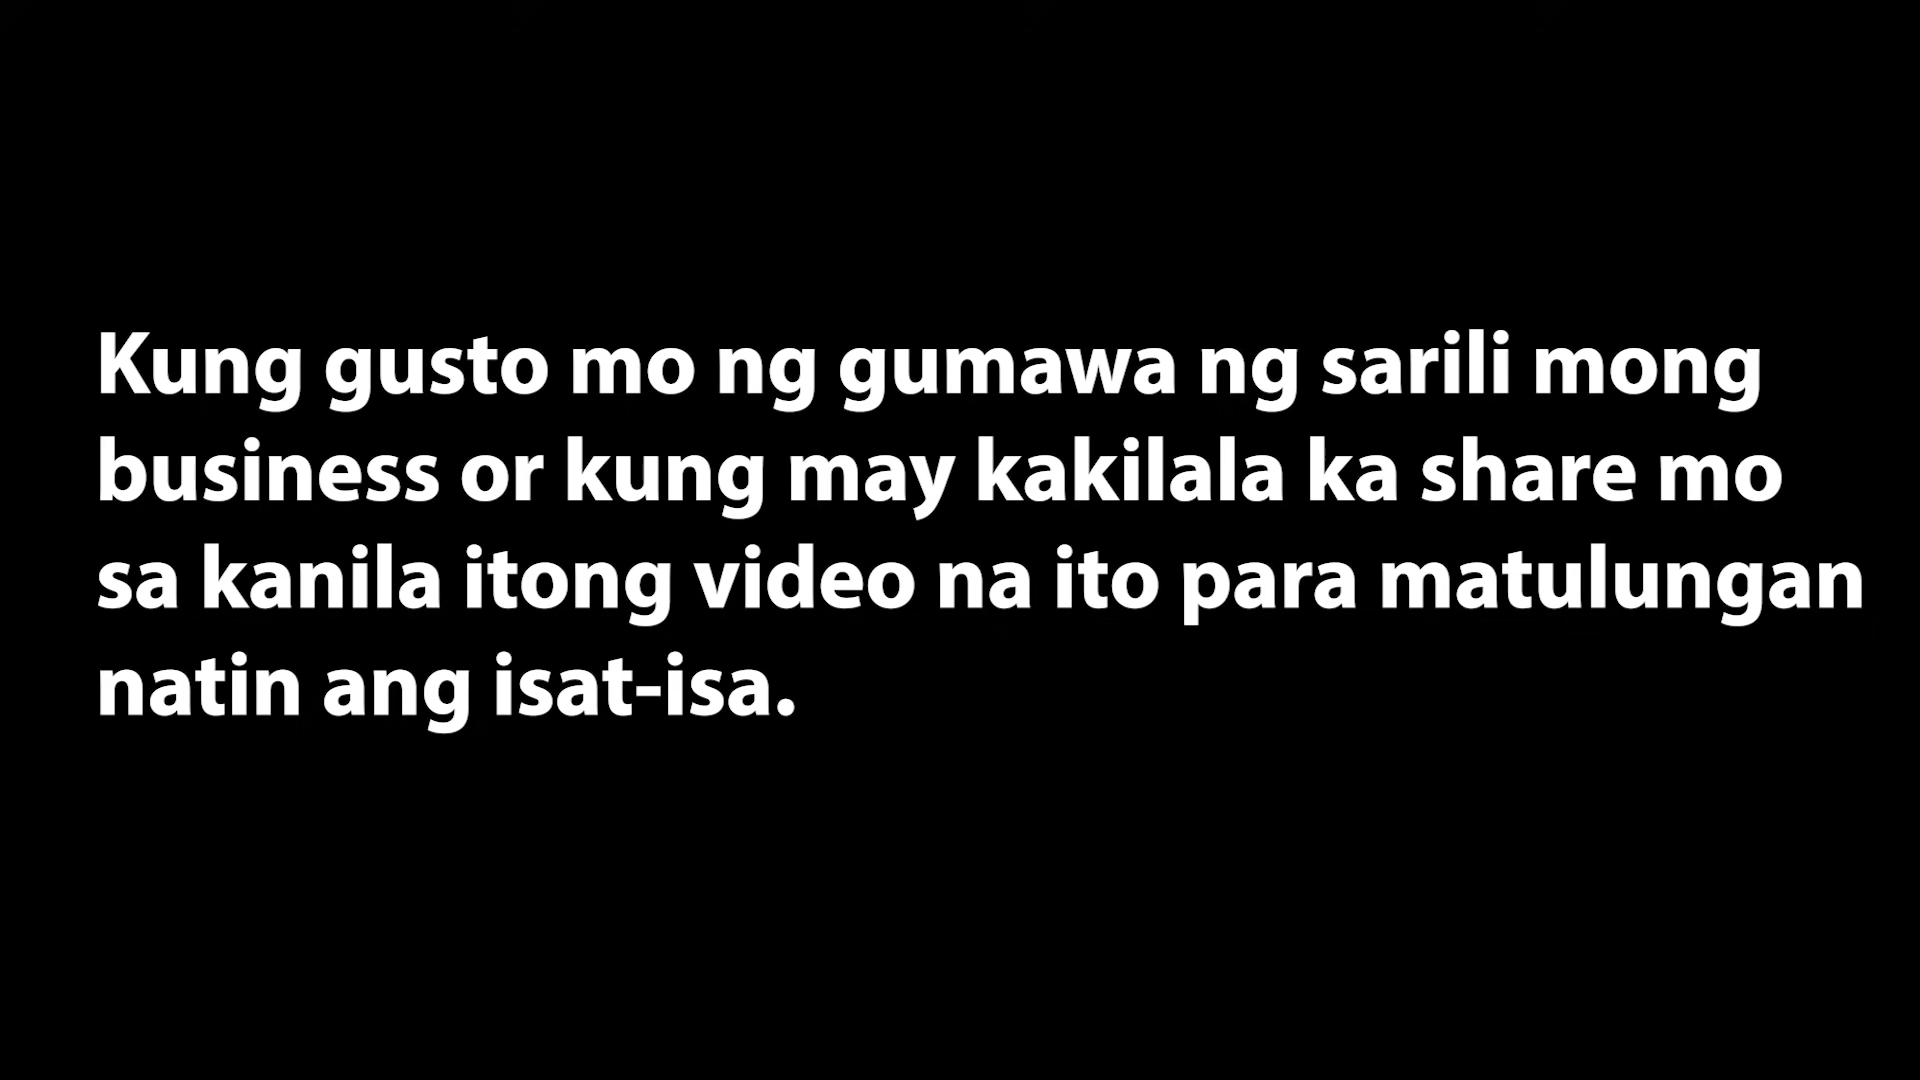 Kung gusto mo ng gumawa ng sarili mong
business or kung may kakilala ka share mo
sa kanila itong video na ito para matulungan
natin ang isat-isa.